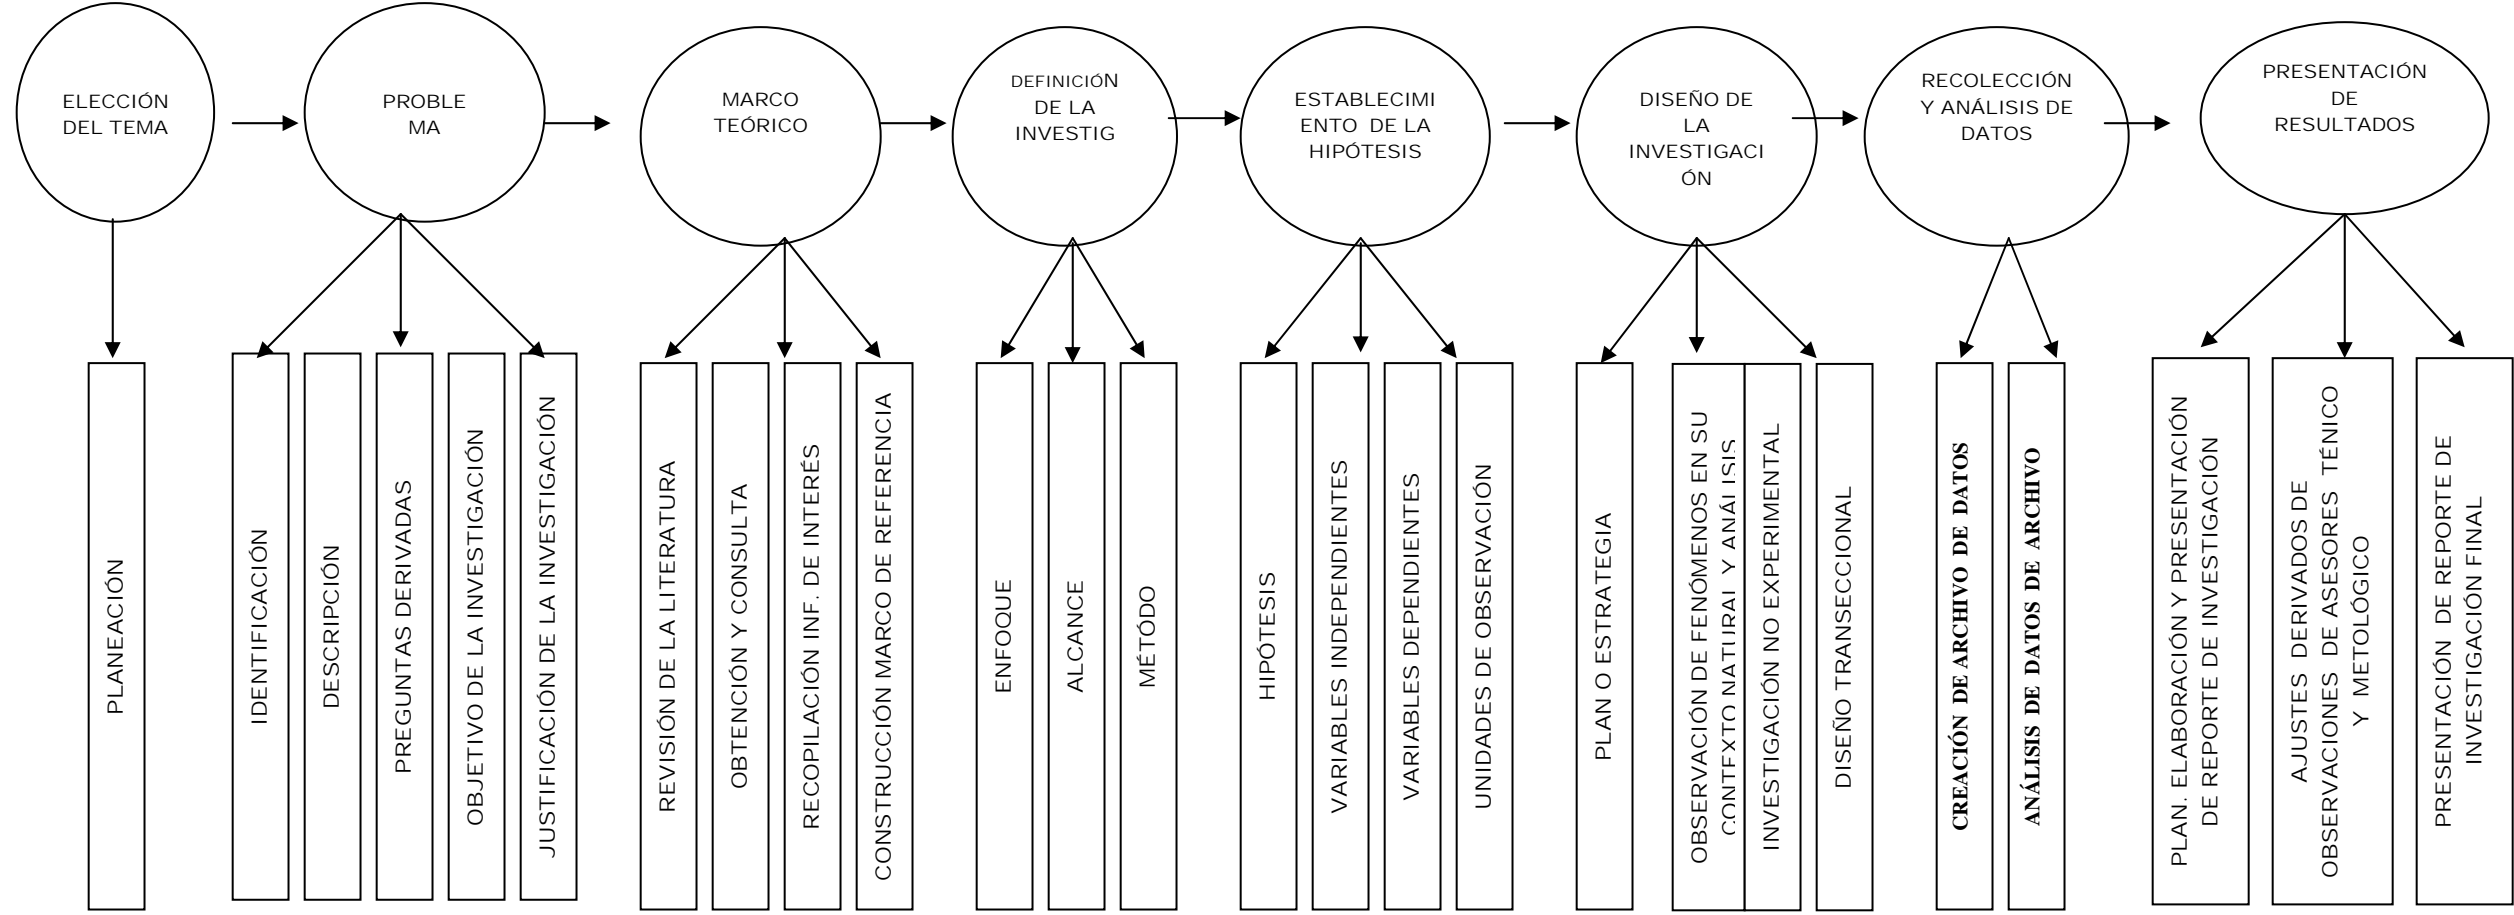 ELECCIÓN
DEL TEMA
PROBLE
MA
MARCO
TEÓRICO
DEFINICIÓN
DE LA
INVESTIG
ESTABLECIMI
ENTO DE LA
HIPÓTESIS
DISEÑO DE
LA
INVESTIGACI
ÓN
RECOLECCIÓN
Y ANÁLISIS DE
DATOS
PRESENTACIÓN
DE
RESULTADOS
PLANEACIÓN
IDENTIFICACIÓN
DESCRIPCIÓN
PREGUNTAS DERIVADAS
OBJETIVO DE LA INVESTIGACIÓN
JUSTIFICACIÓN DE LA INVESTIGACIÓN
REVISIÓN DE LA LITERATURA
OBTENCIÓN Y CONSULTA
RECOPILACIÓN INF. DE INTERÉS
CONSTRUCCIÓN MARCO DE REFERENCIA
ENFOQUE
ALCANCE
MÉTÓDO
HIPÓTESIS
VARIABLES INDEPENDIENTES
VARIABLES DEPENDIENTES
UNIDADES DE OBSERVACIÓN
PLAN O ESTRATEGIA
OBSERVACIÓN DE FENÓMENOS EN SU
CONTEXTO NATURAL Y ANÁLISIS
INVESTIGACIÓN NO EXPERIMENTAL
DISEÑO TRANSECCIONAL
CREACIÓN DE ARCHIVO DE DATOS
ANÁLISIS DE DATOS DE ARCHIVO
PLAN. ELABORACIÓN Y PRESENTACIÓN
DE REPORTE DE INVESTIGACIÓN
AJUSTES DERIVADOS DE
OBSERVACIONES DE ASESORES TÉNICO
Y METOLÓGICO
PRESENTACIÓN DE REPORTE DE
INVESTIGACIÓN FINAL